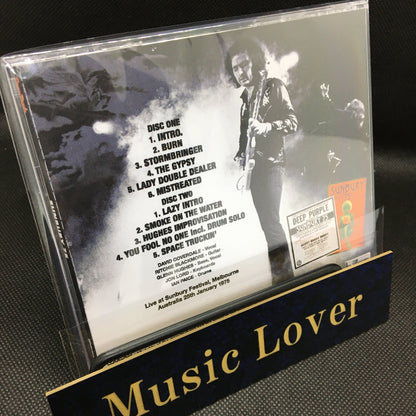 DISC ONE
1. INTRO.
2. BURN
3. STORMBRINGER
4. THE GYPSY
5. LADY DOUBLE DEALER
6. MISTREATED
DISC TWO
1. LAZY INTRO
2. SMOKE ON THE WATER
3. HUGHES IMPROVISATION
4. YOU FOOL NO ONE Incl. DRUM SOLO
5. SPACE TRUCKIN'
DAVID COVERDALE - Vocal
RITCHIE BLACKMORE - Guitar
GLENN HUGHES - Bass, Vocal
JON LORD - Keyboards
IAN PAICE - Drums
Live at Sunbury Festival, Melbourne
Australia 25th January 1975
SUNBURY
DEEP PURPLE
Music Lover